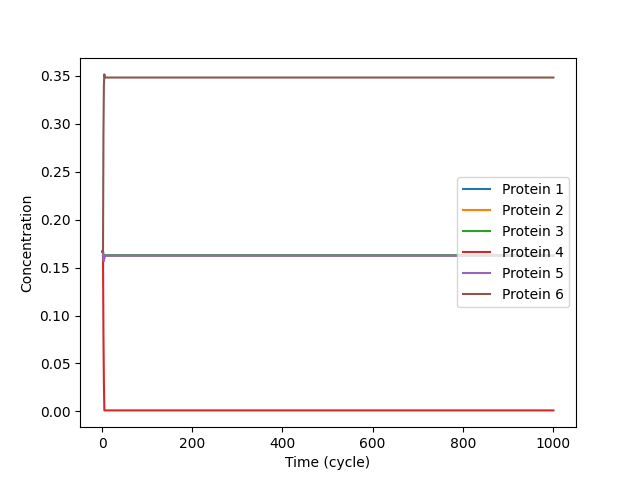 0.35
0.30
0.25
0.20
0.15
0.10
0.05
0.00
Concentration
Protein 1
Protein 2
Protein 3
Protein 4
Protein 5
Protein 6
0 200 400 600 800 1000
Time (cycle)